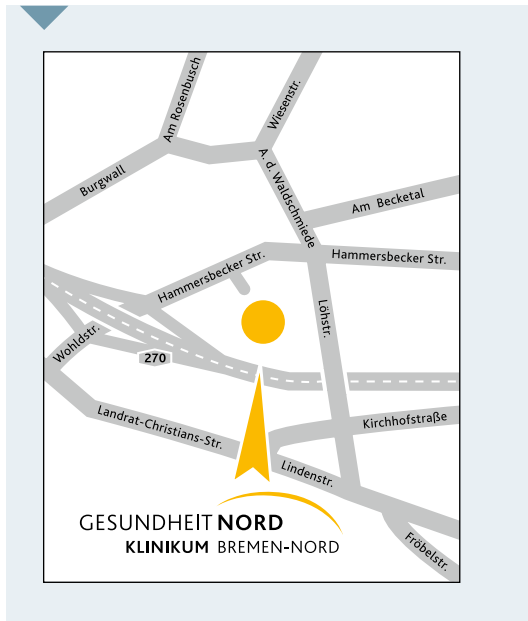 Am Rosenbusch
Wiesenstr.
Burgwall
A. d. Waldschmiede
Am Becketal
Hammersbecker Str.
Hammersbecker Str.
Löhstr.
Wohldstr.
270
Landrat-Christians-Str.
Kirchhofstraße
Lindenstr.
GESUNDHEIT NORD
KLINIKUM BREMEN-NORD
Fröbelstr.